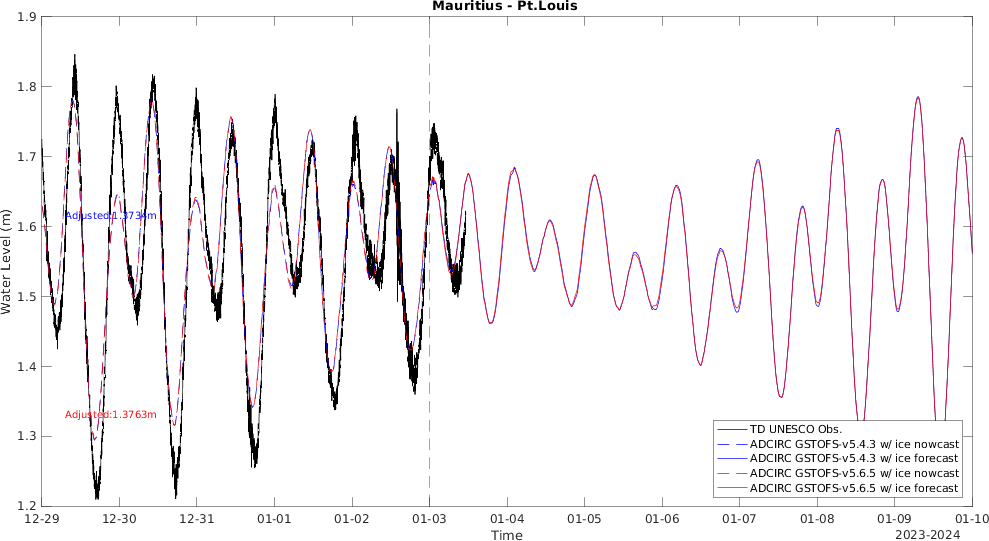 Mauritius - Pt.Louis
1.9
1.8
1.7
1.6
1.5
1.4
1.3
1.2
Water Level (m)
Adjusted:1.3734m
Adjusted:1.3763m
TD UNESCO Obs.
ADCIRC GSTOFS-v5.4.3 w/ ice nowcast
ADCIRC GSTOFS-v5.4.3 w/ ice forecast
ADCIRC GSTOFS-v5.6.5 w/ ice nowcast
ADCIRC GSTOFS-v5.6.5 w/ ice forecast
12-29 12-30 12-31 01-01 01-02 01-03 01-04 01-05 01-06 01-07 01-08 01-09 01-10
Time
2023-2024